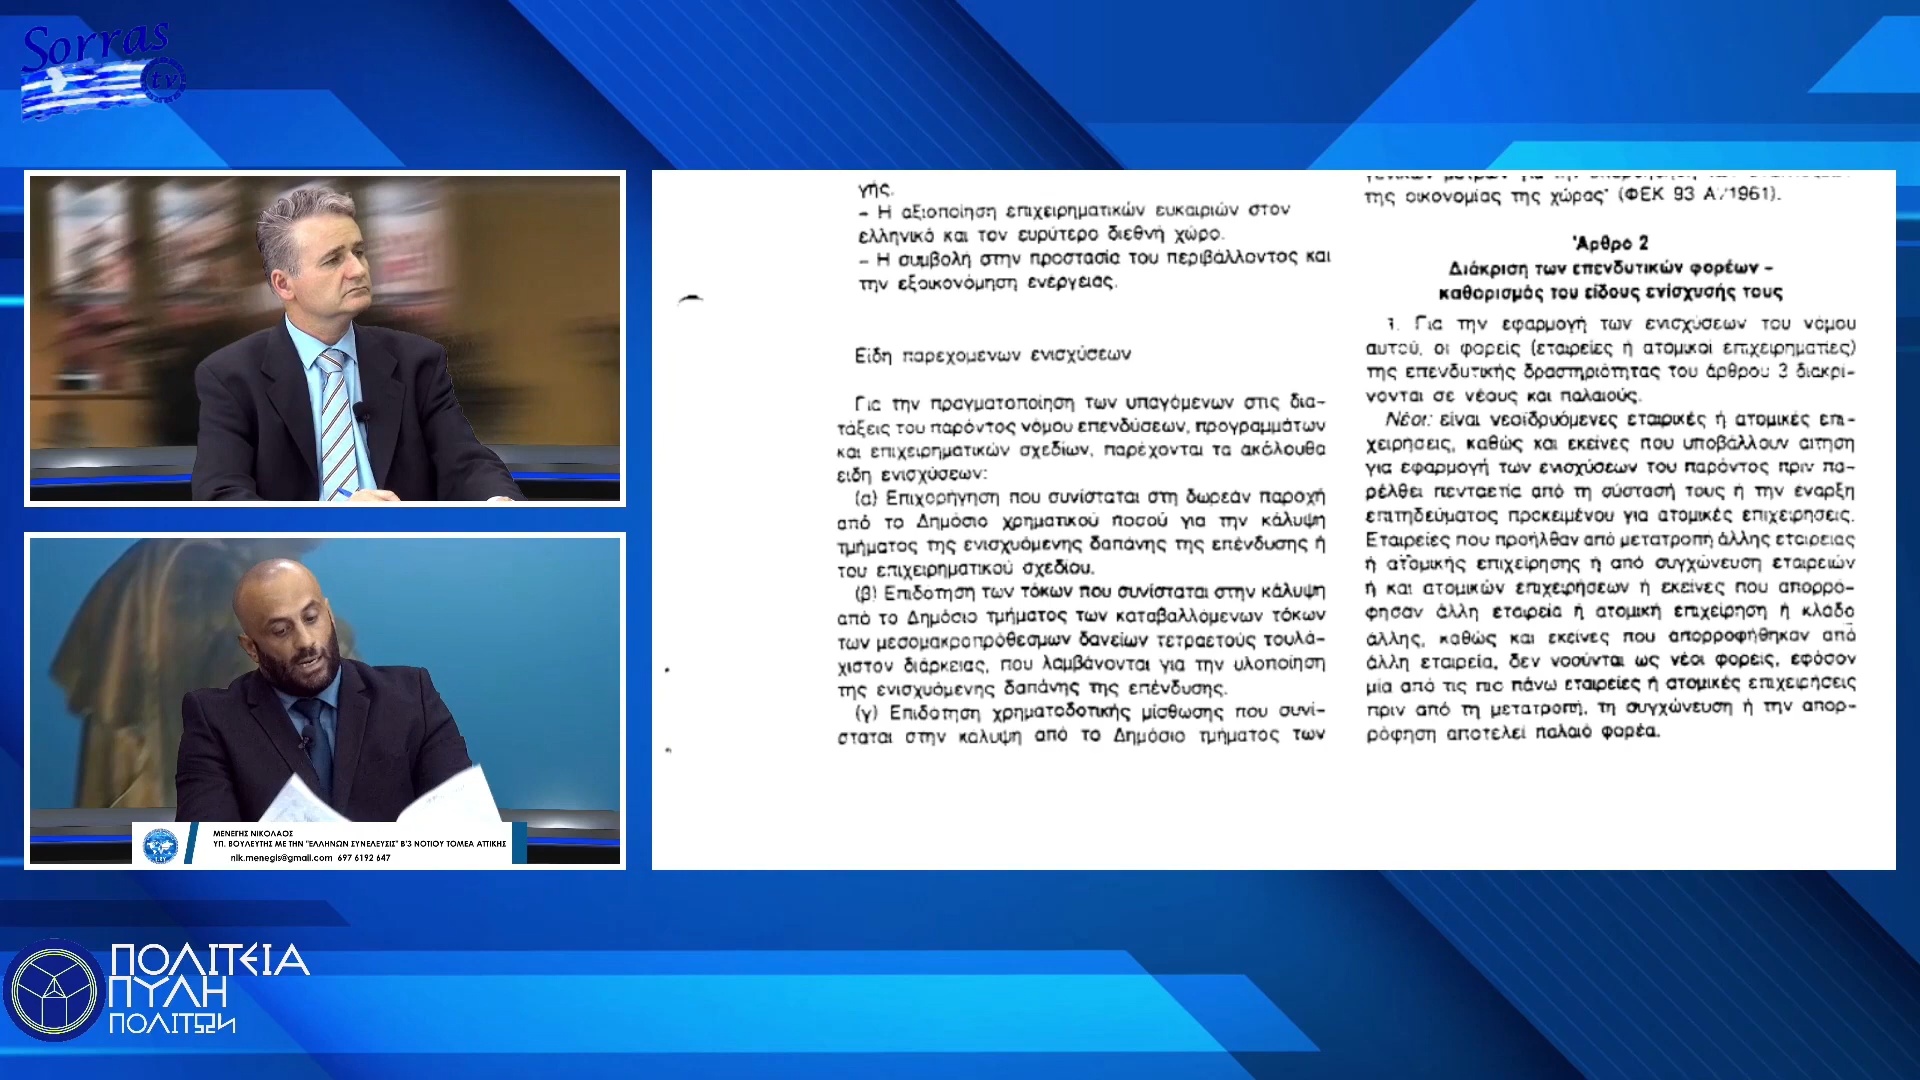 Sorras
tv
γής.
– Η αξιοποίηση επιχειρηματικών ευκαιριών στον
ελληνικό και τον ευρύτερο διεθνή χώρο.
– Η συμβολή στην προστασία του περιβάλλοντος και
την εξοικονόμηση ενέργειας.
Είδη παρεχομενων ενισχύσεων
Για την πραγματοποίηση των υπαγόμενων στις δια-
τάξεις του παρόντος νόμου επενδύσεων, προγραμμάτων
και επιχειρηματικών σχεδίων, παρέχονται τα ακόλουθα
ειδη ενισχύσεων:
(α) Επιχορήγηση που συνίσταται στη δωρεάν παροχή
από το Δημόσιο χρηματικού ποσού για την κάλυψη
τμήματος της ενισχυόμενης δαπάνης της επένδυσης ή
του επιχειρηματικού σχεδίου.
(β) Επιδοτηση των τόκων που συνίσταται στην κάλυψη
από το Δημόσιο τμήματος των καταβαλλόμενων τόκων
των μεσομακροπρόθεσμων δανείων τετραετούς τουλά-
χιστον διάρκειας, που λαμβάνονται για την υλοποίηση
της ενισχυόμενης δαπάνης της επένδυσης.
(γ) Επιδότηση χρηματοδοτικής μίσθωσης που συνί-
σταται στην καλυψη από το Δημόσιο τμήματος των
της οικονομίας της χώρας" (ΦΕΚ 93 Α'/1961).
Άρθρο 2
Διάκριση των επενδυτικών φορέων –
καθορισμός του είδους ενίσχυσής τους
1. Για την εφαρμογή των ενισχύσεων του νόμου
αυτού, οι φορείς (εταιρείες ή ατομικοί επιχειρηματίες)
της επενδυτικής δραστηριότητας του άρθρου 3 διακρί-
νονται σε νέους και παλαιούς.
Νέοι: είναι νεοϊδρυόμενες εταιρικές ή ατομικές επι-
χειρήσεις, καθώς και εκείνες που υποβάλλουν αιτηση
για εφαρμογή των ενισχύσεων του παρόντος πριν πα-
ρέλθει πενταετία από τη σύστασή τους ή την έναρξη
επιτηδεύματος προκειμένου για ατομικές επιχειρησεις.
Εταιρείες που προήλθαν από μετατροπή άλλης εταιρειας
ή ατομικής επιχείρησης ή από συγχώνευση εταιρειών
ή και ατομικών επιχειρήσεων ή εκείνες που απορρό-
φησαν άλλη εταιρεία ή ατομική επιχείρηση ή κλάδο
άλλης, καθώς και εκείνες που απορροφήθηκαν από
άλλη εταιρεία, δεν νοούνται ως νέοι φορείς, εφόσον
μία από τις πιο πάνω εταιρείες ή ατομικές επιχειρήσεις
πριν από τη μετατροπή, τη συγχώνευση ή την απορ-
ρόφηση αποτελεί παλαιό φορέα.
ΜΕΝΕΓΗΣ ΝΙΚΟΛΑΟΣ
ΥΠ. ΒΟΥΛΕΥΤΗΣ ΜΕ ΤΗΝ "ΕΛΛΗΝΩΝ ΣΥΝΕΛΕΥΣΙΣ" Β'3 ΝΟΤΙΟΥ ΤΟΜΕΑ ΑΤΤΙΚΗΣ
nik.menegis@gmail.com 697 6192 647
ΠΟΛΙΤΕΙΑ
ΠΥΛΗ
ΠΟΛΙΤΩΝ